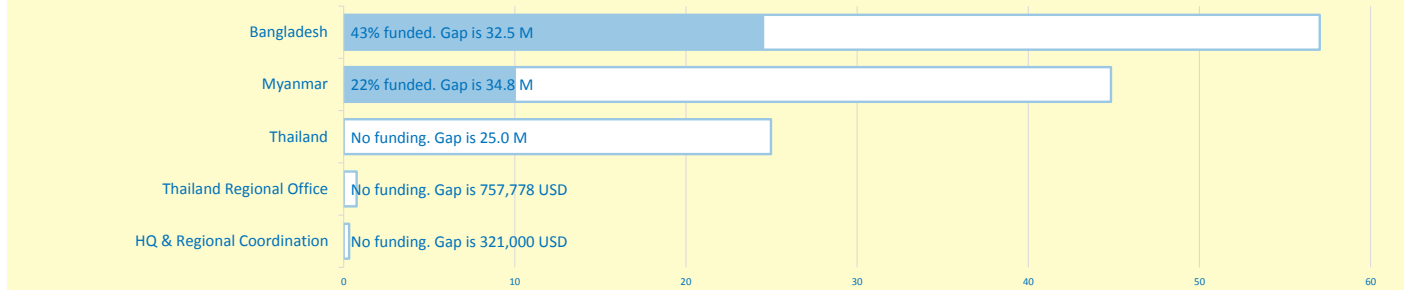 Bangladesh 43% funded. Gap is 32.5 M
Myanmar 22% funded. Gap is 34.8 M
Thailand No funding. Gap is 25.0 M
Thailand Regional Office No funding. Gap is 757,778 USD
HQ & Regional Coordination No funding. Gap is 321,000 USD
0 10 20 30 40 50 60